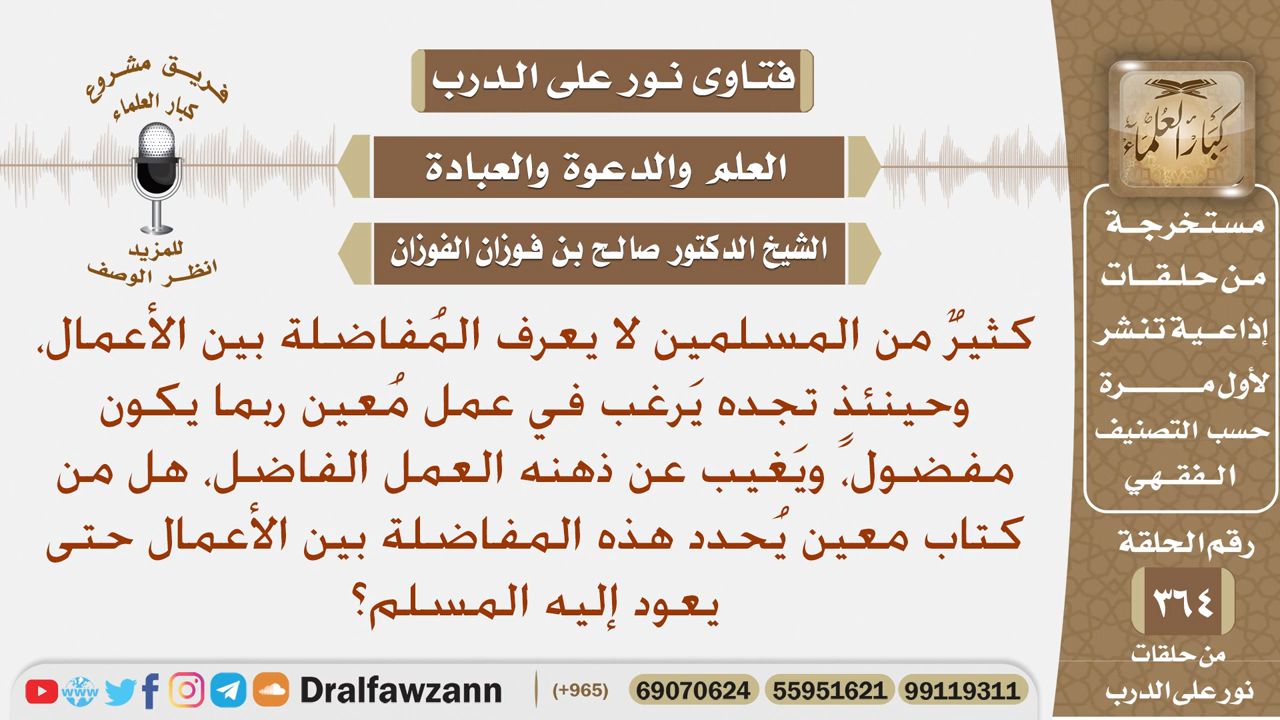 فتاوى نور على الدرب
العلم والدعوة والعبادة
الشيخ الدكتور صالح بن فوزان الفوزان
كثيرٌ من المسلمين لا يعرف المُفاضلة بين الأعمال،
وحينئذ تجده يَرغب في عمل مُعين ربما يكون
مفضولً، ويَغيب عن ذهنه العمل الفاضل، هل من
كتاب معين يُحدد هذه المفاضلة بين الأعمال حتى
يعود إليه المسلم؟
كبار العلماء
مستخرجة
من حلقات
إذاعية تنشر
لأول مرة
حسب التصنيف
الفقهي
رقم الحلقة
٣٦٤
من حلقات
نور على الدرب
فريق مشروع
كبار العلماء
للمزيد
انظر الوصف
www
Dralfawzann
(+965)
69070624
55951621
99119311